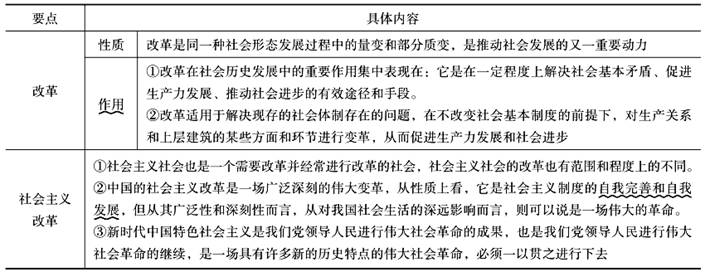 要点 具体内容
性质 改革是同一种社会形态发展过程中的量变和部分质变，是推动社会发展的又一重要动力
①改革在社会历史发展中的重要作用集中表现在：它是在一定程度上解决社会基本矛盾、促进
改革
生产力发展、推动社会进步的有效途径和手段。
作用
②改革适用于解决现存的社会体制存在的问题，在不改变社会基本制度的前提下，对生产关系
和上层建筑的某些方面和环节进行变革，从而促进生产力发展和社会进步
①社会主义社会也是一个需要改革并经常进行改革的社会，社会主义社会的改革也有范围和程度上的不同。
②中国的社会主义改革是一场广泛深刻的伟大变革，从性质上看，它是社会主义制度的自我完善和自我
社会主义
改革
发展，但从其广泛性和深刻性而言，从对我国社会生活的深远影响而言，则可以说是一场伟大的革命。
③新时代中国特色社会主义是我们党领导人民进行伟大社会革命的成果，也是我们党领导人民进行伟大
社会革命的继续，是一场具有许多新的历史特点的伟大社会革命，必须一以贯之进行下去